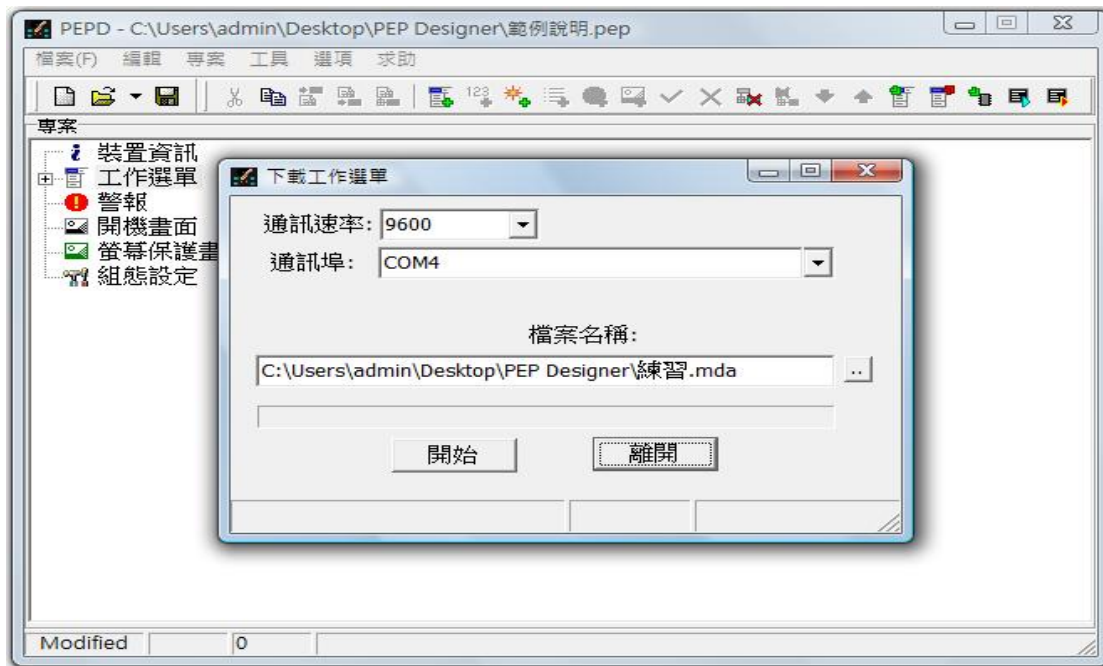 PEPD - C:\Users\admin\Desktop\PEP Designer\範例說明.pep
檔案(F) 編輯 專案 工具 選項 求助
123
專案
裝置資訊
工作選單
警報
開機畫面
螢幕保護畫
組態設定
下載工作選單
通訊速率: 9600
通訊埠: COM4
檔案名稱:
C:\Users\admin\Desktop\PEP Designer\練習.mda
..
開始 離開
Modified 0